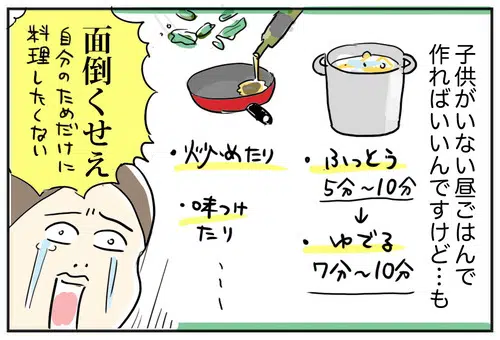 子供がいない昼ごはんで
作ればいいんですけど…も
・ふっとう
5分〜10分
↓
・ゆでる
7分〜10分
・炒めたり
・味つけ
たり
面倒くせえ
自分のためだけに
料理したくない